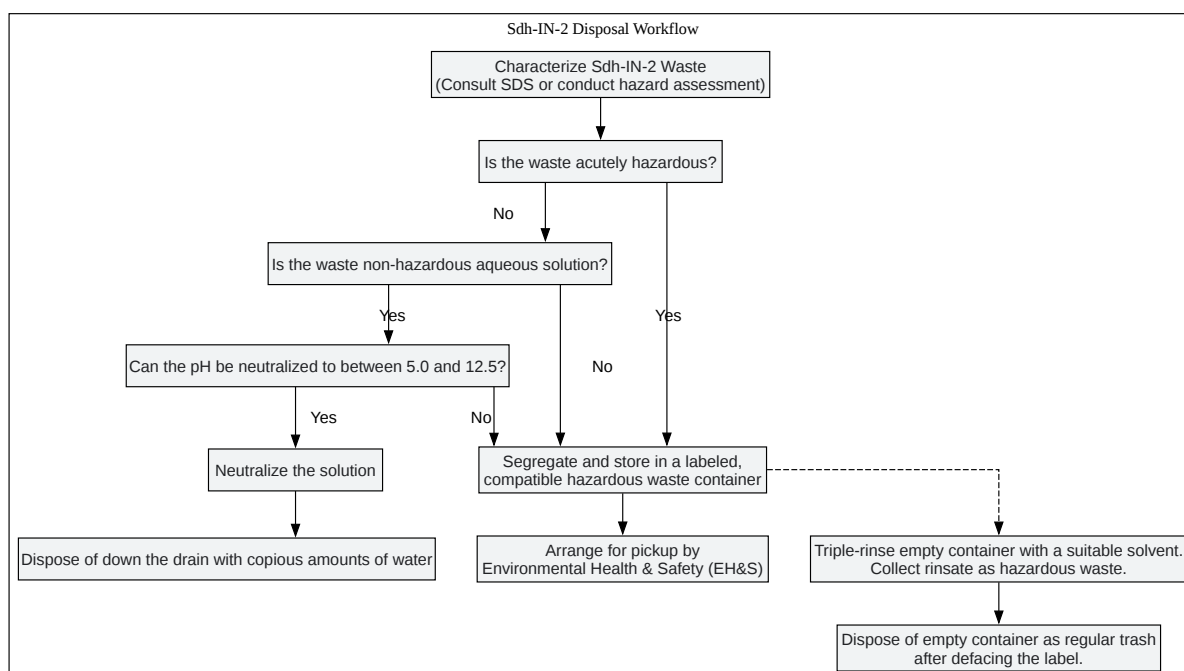 Sdh-IN-2 Disposal Workflow
Characterize Sdh-IN-2 Waste
(Consult SDS or conduct hazard assessment)
Is the waste acutely hazardous?
No
Is the waste non-hazardous aqueous solution?
Yes
Yes
Can the pH be neutralized to between 5.0 and 12.5?
No
Yes
No
Neutralize the solution
Segregate and store in a labeled,
compatible hazardous waste container
Dispose of down the drain with copious amounts of water
Arrange for pickup by
Environmental Health & Safety (EH&S)
Triple-rinse empty container with a suitable solvent.
Collect rinsate as hazardous waste.
Dispose of empty container as regular trash
after defacing the label.